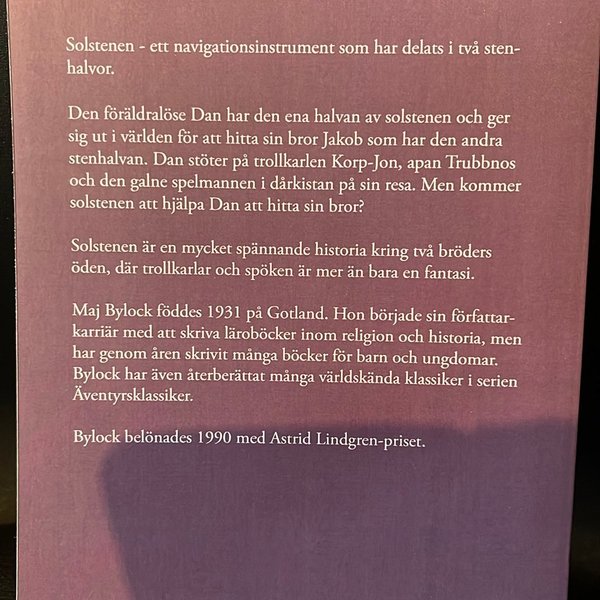 Solstenen - ett navigationsinstrument som har delats i två sten-
halvor.
Den föräldralöse Dan har den ena halvan av solstenen och ger
sig ut i världen för att hitta sin bror Jakob som har den andra
stenhalvan. Dan stöter på trollkarlen Korp-Jon, apan Trubbnos
och den galne spelmannen i dårkistan på sin resa. Men kommer
solstenen att hjälpa Dan att hitta sin bror?
Solstenen är en mycket spännande historia kring två bröders
öden, där trollkarlar och spöken är mer än bara en fantasi.
Maj Bylock föddes 1931 på Gotland. Hon började sin författar-
karriär med att skriva läroböcker inom religion och historia, men
har genom åren skrivit många böcker för barn och ungdomar.
Bylock har även återberättat många världskända klassiker i serien
Äventyrsklassiker.
Bylock belönades 1990 med Astrid Lindgren-priset.